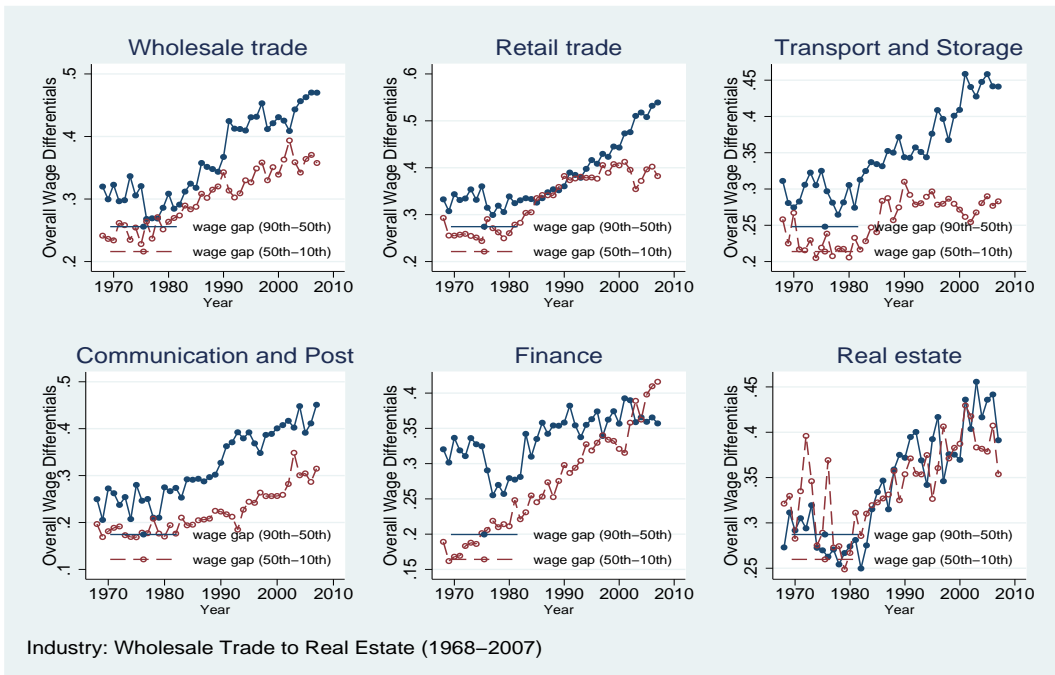 Wholesale trade
Overall Wage Differentials
.5
.4
.3
.2
wage gap (90th−50th)
wage gap (50th−10th)
1970 1980 1990 2000 2010
Year
Retail trade
Overall Wage Differentials
.6
.5
.4
.3
.2
wage gap (90th−50th)
wage gap (50th−10th)
1970 1980 1990 2000 2010
Year
Transport and Storage
Overall Wage Differentials
.45
.4
.35
.3
.25
.2
wage gap (90th−50th)
wage gap (50th−10th)
1970 1980 1990 2000 2010
Year
Communication and Post
Overall Wage Differentials
.5
.4
.3
.2
.1
wage gap (90th−50th)
wage gap (50th−10th)
1970 1980 1990 2000 2010
Year
Finance
Overall Wage Differentials
.4
.35
.3
.25
.2
.15
wage gap (90th−50th)
wage gap (50th−10th)
1970 1980 1990 2000 2010
Year
Real estate
Overall Wage Differentials
.45
.4
.35
.3
.25
wage gap (90th−50th)
wage gap (50th−10th)
1970 1980 1990 2000 2010
Year
Industry: Wholesale Trade to Real Estate (1968−2007)